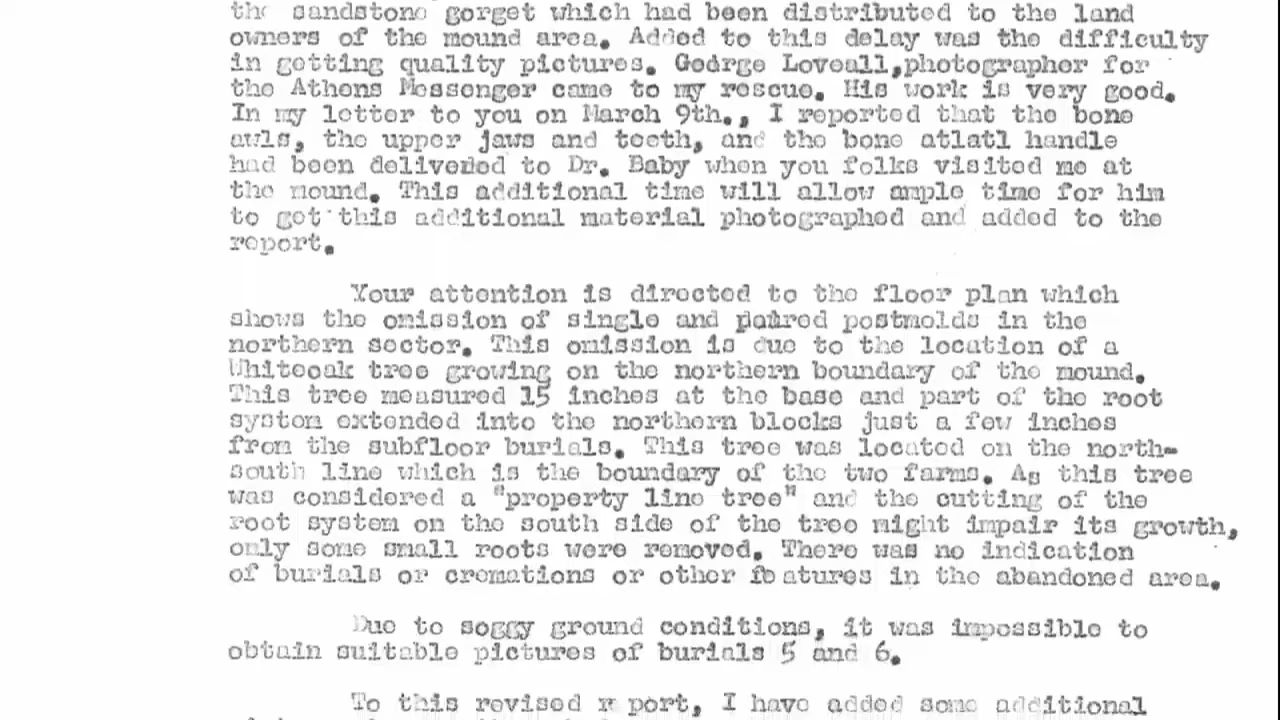 the sandstone gorget which had been distributed to the land
owners of the mound area. Added to this delay was the difficulty
in getting quality pictures. George Loveall,photographer for
the Athens Messenger came to my rescue. His work is very good.
In my letter to you on March 9th., I reported that the bone
awls, the upper jaws and teeth, and the bone atlatl handle
had been delivered to Dr. Baby when you folks visited me at
the mound. This additional time will allow ample time for him
to get this additional material photographed and added to the
report.
Your attention is directed to the floor plan which
shows the omission of single and paired postmolds in the
northern sector. This omission is due to the location of a
Whiteoak tree growing on the northern boundary of the mound.
This tree measured 15 inches at the base and part of the root
system extended into the northern blocks just a few inches
from the subfloor burials. This tree was located on the north-
south line which is the boundary of the two farms. As this tree
was considered a "property line tree" and the cutting of the
root system on the south side of the tree might impair its growth,
only some small roots were removed. There was no indication
of burials or cremations or other features in the abandoned area.
Due to soggy ground conditions, it was impossible to
obtain suitable pictures of burials 5 and 6.
To this revised r port, I have added some additional